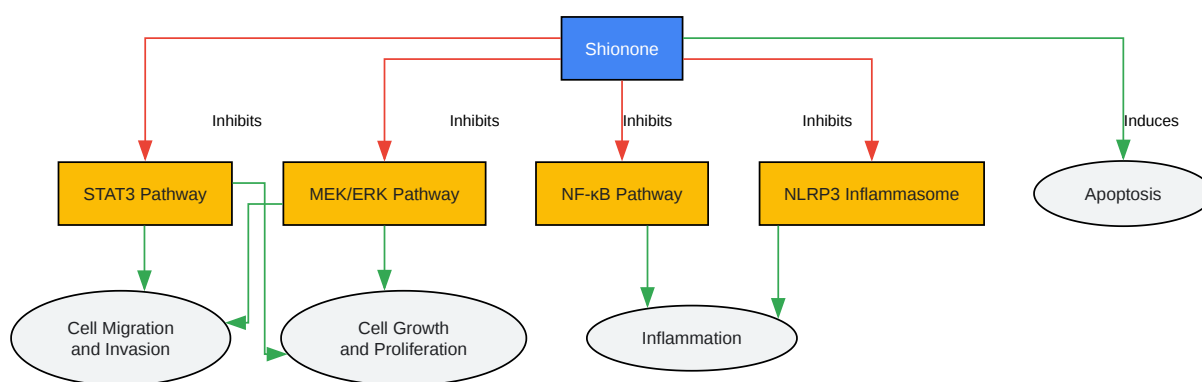 Shionone
Inhibits
Inhibits
Inhibits
Inhibits
Induces
STAT3 Pathway
MEK/ERK Pathway
NF-κB Pathway
NLRP3 Inflammasome
Apoptosis
Cell Migration
and Invasion
Cell Growth
and Proliferation
Inflammation